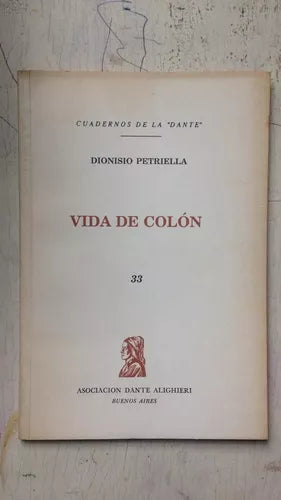 CUADERNOS DE LA "DANTE"
DIONISIO PETRIELLA
VIDA DE COLÓN
33
ASOCIACION DANTE ALIGHIERI
BUENOS AIRES